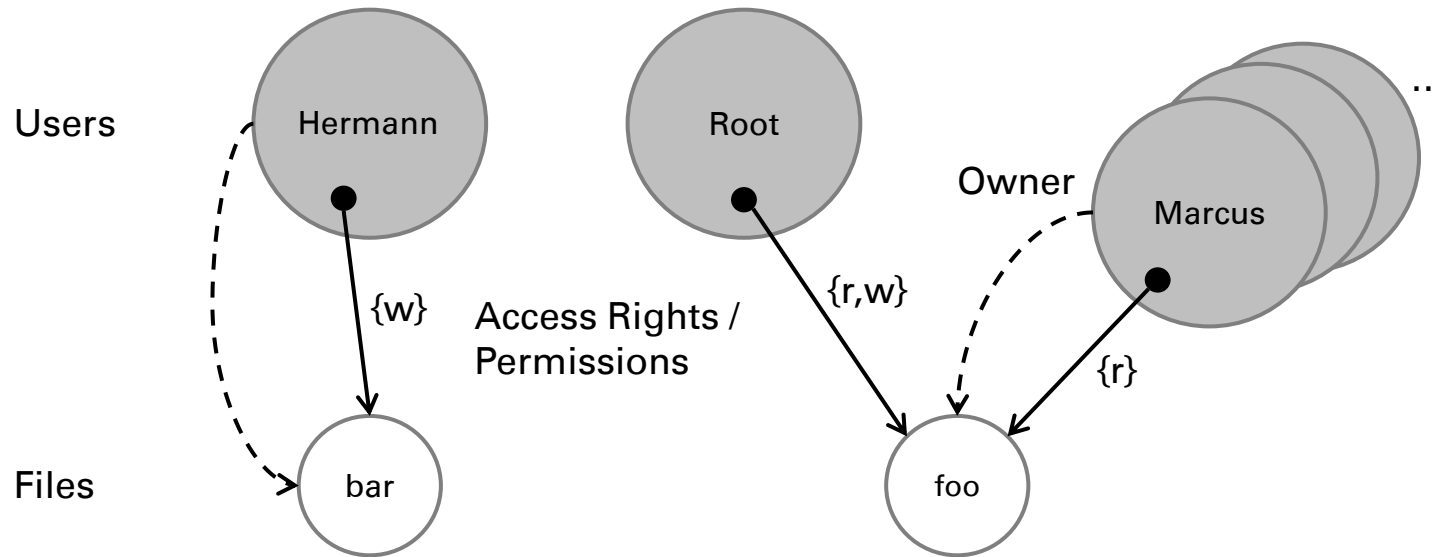 Users
Hermann
Root
Owner
Marcus
..
{w}
Access Rights /
Permissions
{r,w}
{r}
Files
bar
foo